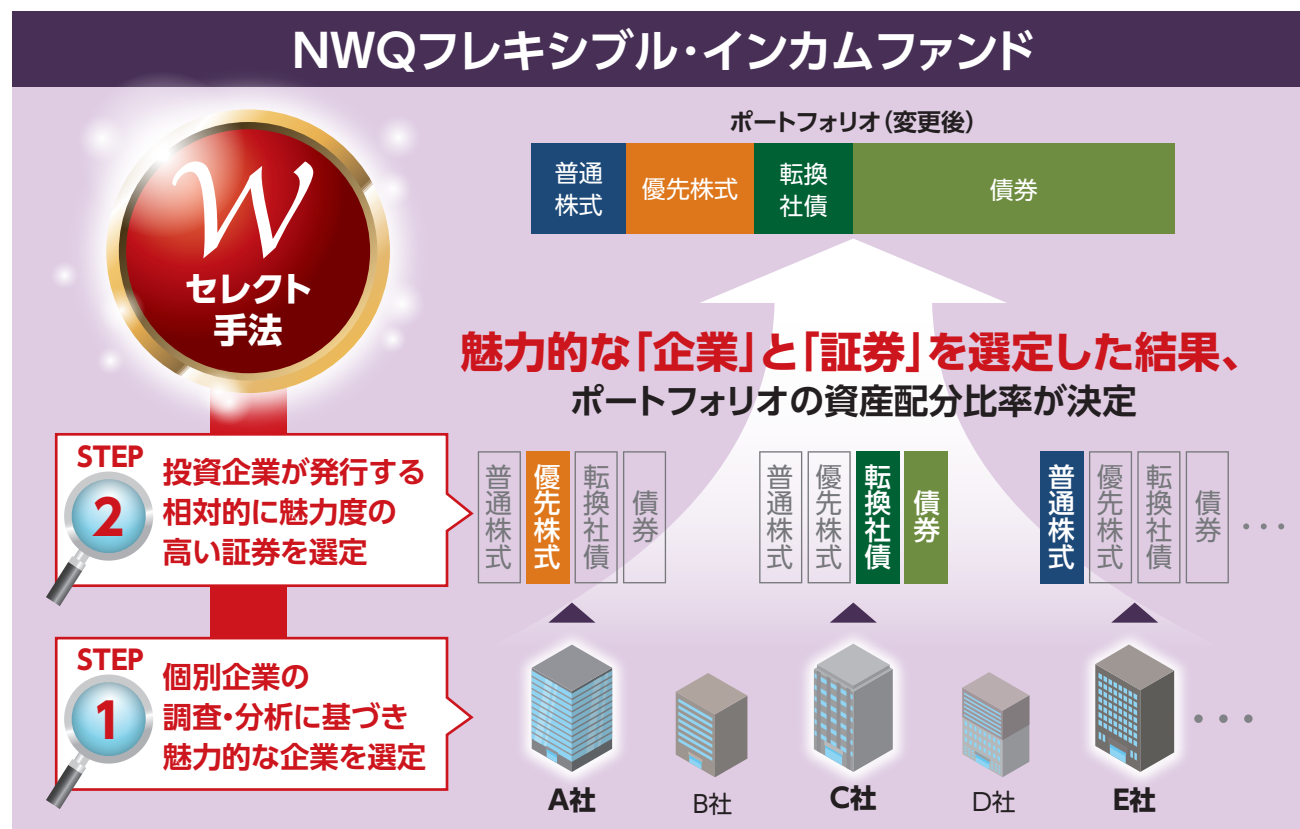 NWQフレキシブル・インカムファンド
W
セレクト
手法
ポートフォリオ（変更後）
普通
株式
優先株式
転換
社債
債券
魅力的な「企業」と「証券」を選定した結果、
ポートフォリオの資産配分比率が決定
STEP
2
投資企業が発行する
相対的に魅力度の
高い証券を選定
普通株式
優先株式
転換社債
債券
普通株式
優先株式
転換社債
債券
普通株式
優先株式
転換社債
債券
・・・
STEP
1
個別企業の
調査・分析に基づき
魅力的な企業を選定
・・・
A社
B社
C社
D社
E社